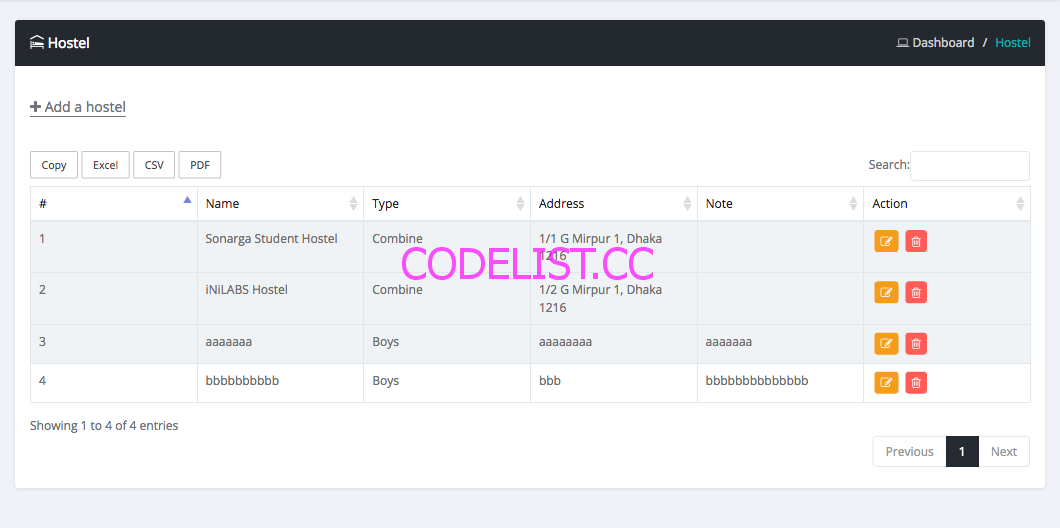 Hostel
Dashboard / Hostel
Add a hostel
Copy Excel CSV PDF
Search:
# Name Type Address Note Action
1 Sonarga Student Hostel Combine 1/1 G Mirpur 1, Dhaka
1216
CODELIST.CC
2 iNiLABS Hostel Combine 1/2 G Mirpur 1, Dhaka
1216
3 aaaaaaa Boys aaaaaaaa aaaaaaa
4 bbbbbbbbbb Boys bbb bbbbbbbbbbbbbb
Showing 1 to 4 of 4 entries
Previous 1 Next